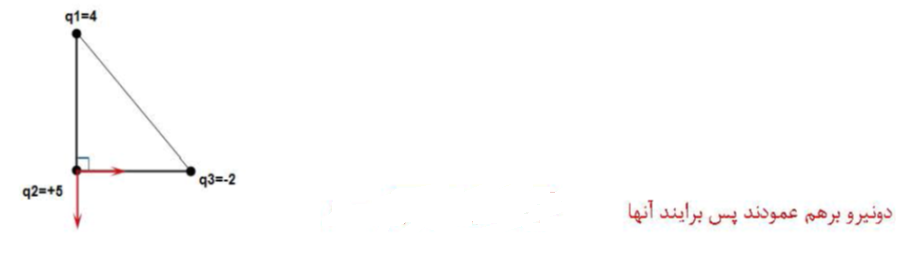 q1=4
q2=+5
q3=-2
دونیرو برهم عمودند پس برایند آنها